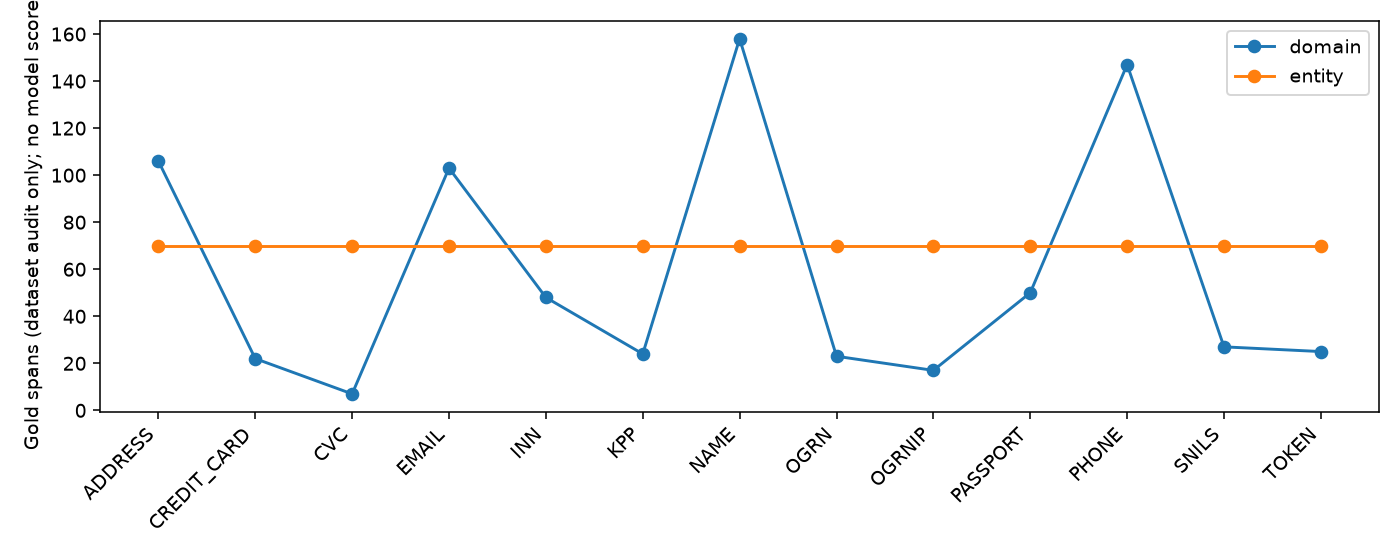 Gold spans (dataset audit only; no model score
160
140
120
100
80
60
40
20
0
domain
entity
ADDRESS
CREDIT_CARD
CVC
EMAIL
INN
KPP
NAME
OGRN
OGRNIP
PASSPORT
PHONE
SNILS
TOKEN